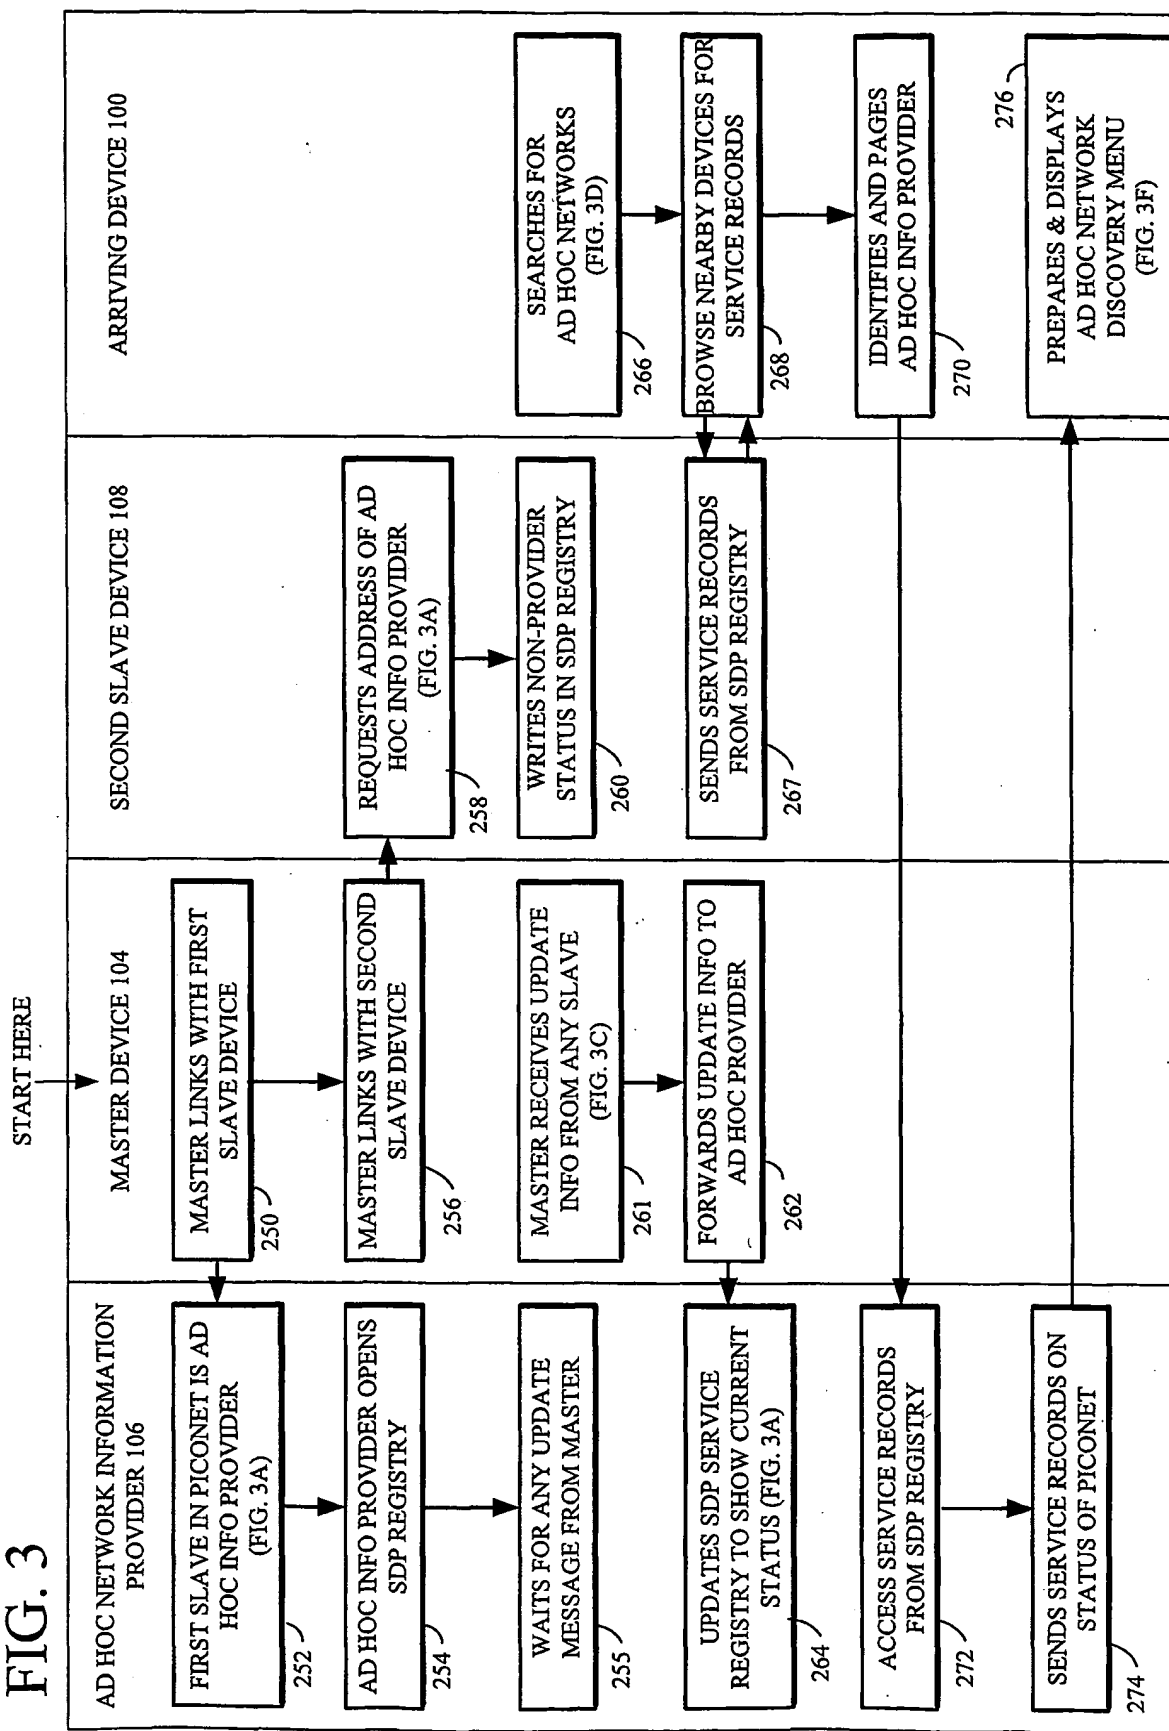 FIG. 3
START HERE
AD HOC NETWORK INFORMATION
PROVIDER 106
MASTER DEVICE 104
SECOND SLAVE DEVICE 108
ARRIVING DEVICE 100
FIRST SLAVE IN PICONET IS AD
HOC INFO PROVIDER
(FIG. 3A)
252
MASTER LINKS WITH FIRST
SLAVE DEVICE
250
AD HOC INFO PROVIDER OPENS
SDP REGISTRY
254
MASTER LINKS WITH SECOND
SLAVE DEVICE
256
REQUESTS ADDRESS OF AD
HOC INFO PROVIDER
(FIG. 3A)
258
WAITS FOR ANY UPDATE
MESSAGE FROM MASTER
255
MASTER RECEIVES UPDATE
INFO FROM ANY SLAVE
(FIG. 3C)
261
WRITES NON-PROVIDER
STATUS IN SDP REGISTRY
260
SEARCHES FOR
AD HOC NETWORKS
(FIG. 3D)
266
UPDATES SDP SERVICE
REGISTRY TO SHOW CURRENT
STATUS (FIG. 3A)
264
FORWARDS UPDATE INFO TO
AD HOC PROVIDER
262
SENDS SERVICE RECORDS
FROM SDP REGISTRY
267
BROWSE NEARBY DEVICES FOR
SERVICE RECORDS
268
ACCESS SERVICE RECORDS
FROM SDP REGISTRY
272
IDENTIFIES AND PAGES
AD HOC INFO PROVIDER
270
SENDS SERVICE RECORDS ON
STATUS OF PICONET
274
PREPARES & DISPLAYS
AD HOC NETWORK
DISCOVERY MENU
(FIG. 3F)
276